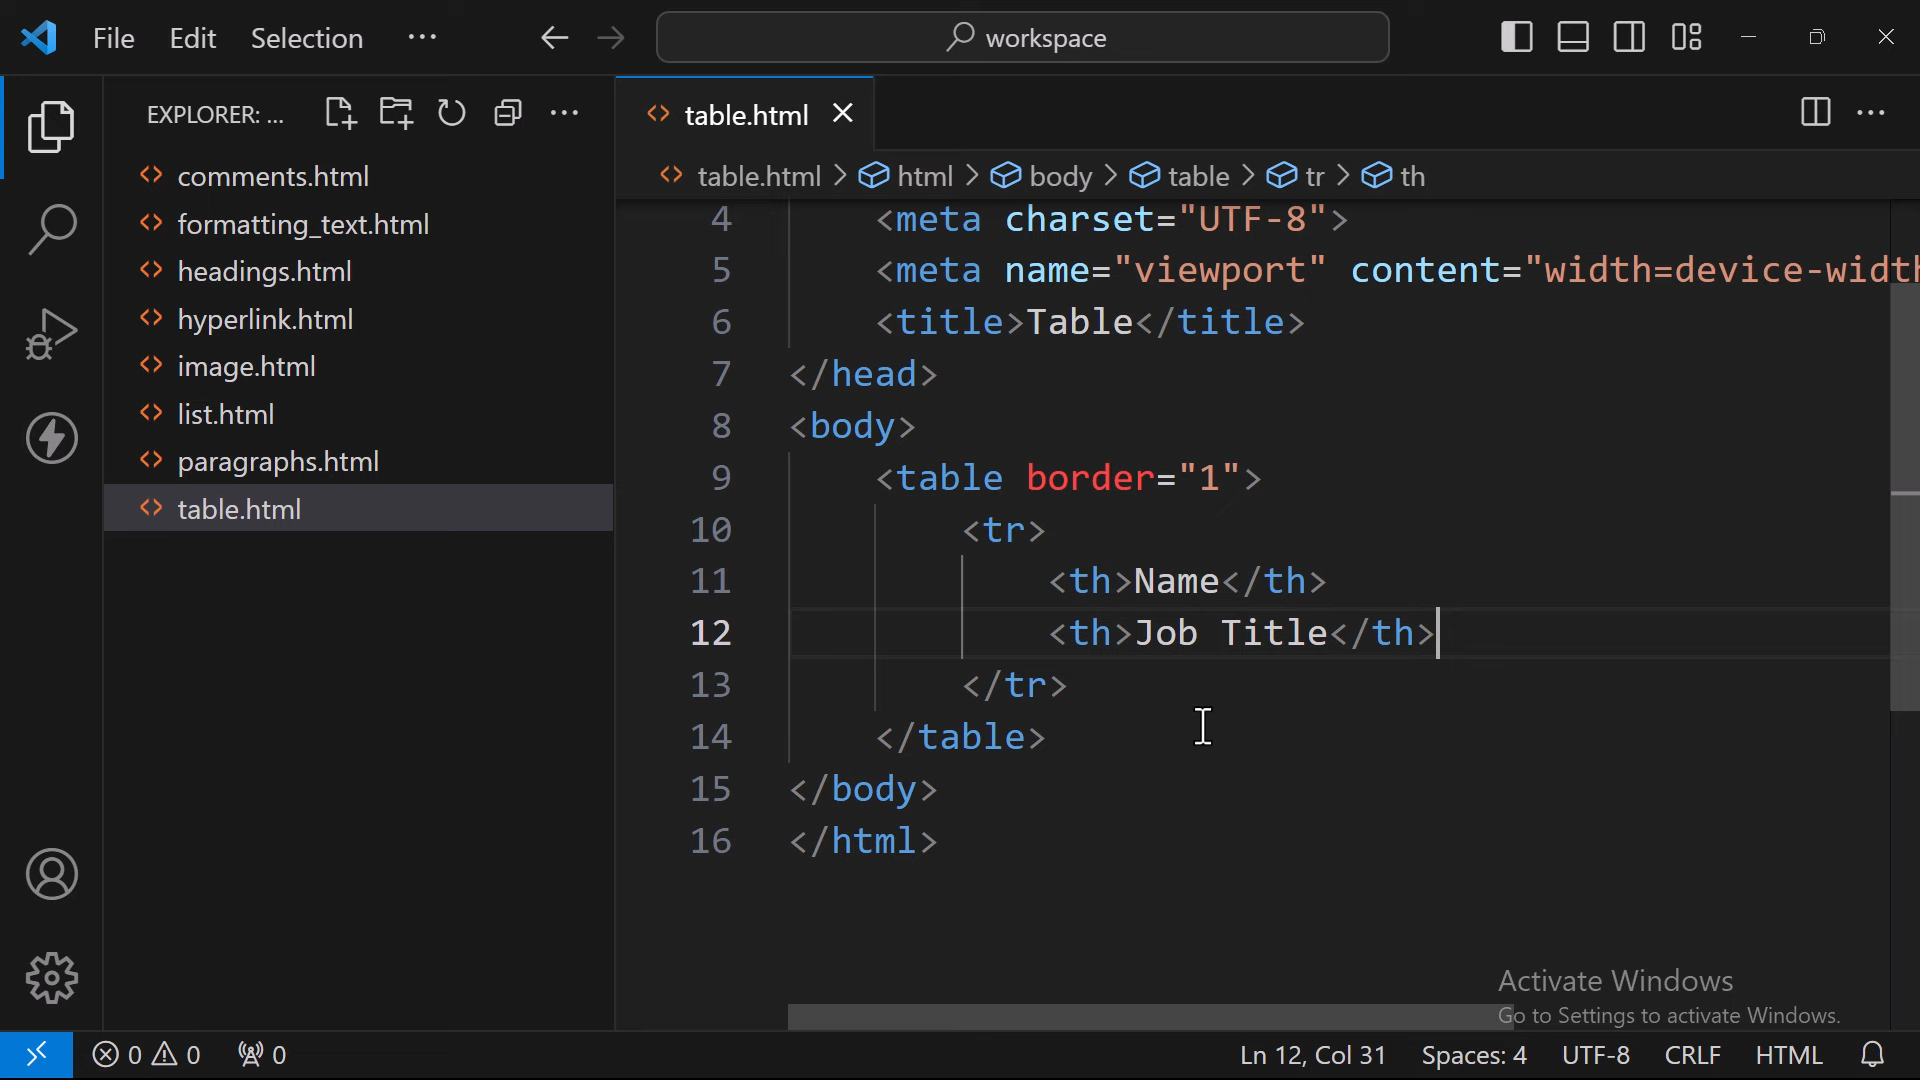 File Edit Selection ··· workspace
EXPLORER: ...
comments.html
formatting_text.html
headings.html
hyperlink.html
image.html
list.html
paragraphs.html
table.html
table.html
table.html > html > body > table > tr > th
4 <meta charset="UTF-8">
5 <meta name="viewport" content="width=device-width
6 <title>Table</title>
7 </head>
8 <body>
9 <table border="1">
10 <tr>
11 <th>Name</th>
12 <th>Job Title</th>
13 </tr>
14 </table>
15 </body>
16 </html>
Activate Windows
Go to Settings to activate Windows.
0 0 0 Ln 12, Col 31 Spaces: 4 UTF-8 CRLF HTML